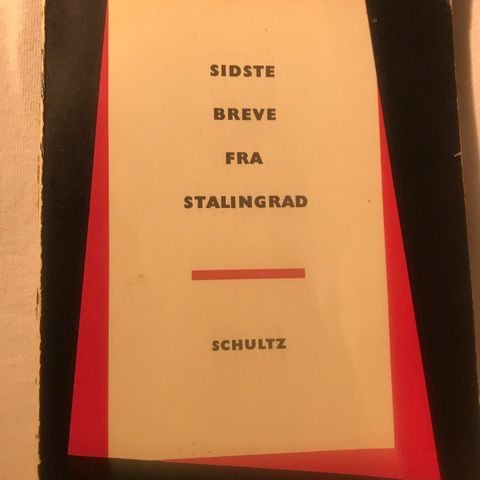 SIDSTE
BREVE
FRA
STALINGRAD
SCHULTZ